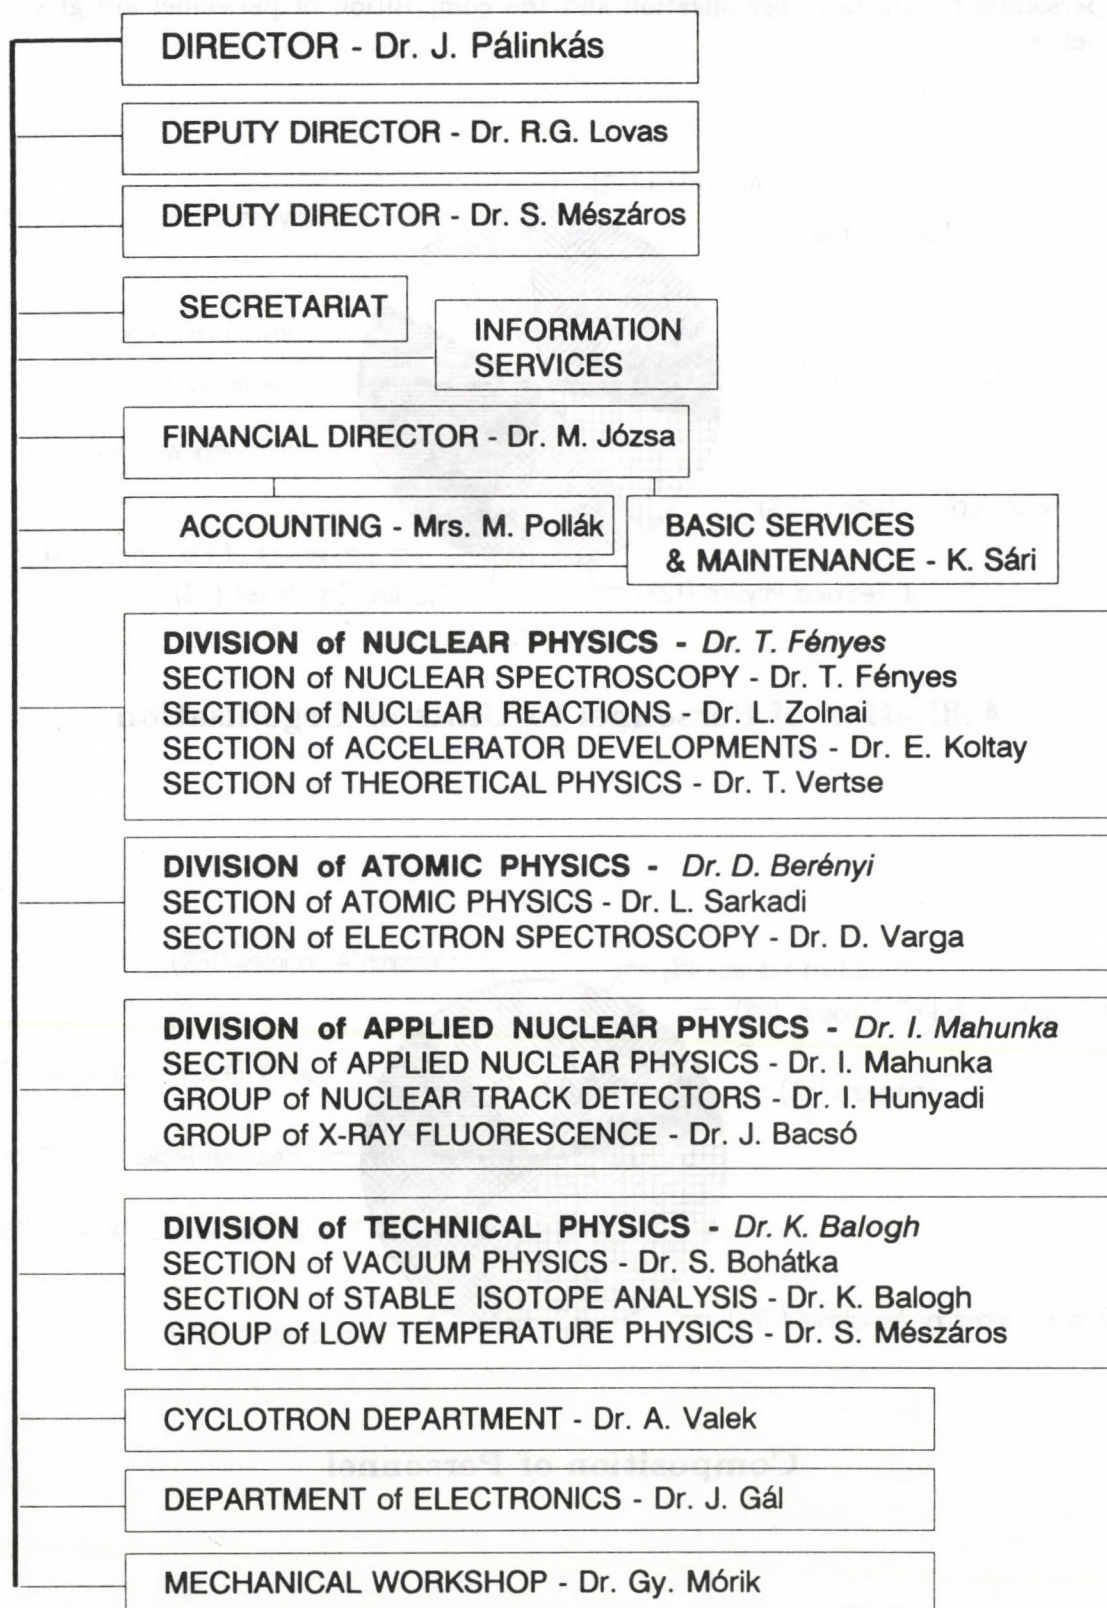 DIRECTOR - Dr. J. Pálinkás
DEPUTY DIRECTOR - Dr. R.G. Lovas
DEPUTY DIRECTOR - Dr. S. Mészáros
SECRETARIAT
INFORMATION
SERVICES
FINANCIAL DIRECTOR - Dr. M. Józsa
ACCOUNTING - Mrs. M. Pollák
BASIC SERVICES
& MAINTENANCE - K. Sári
DIVISION of NUCLEAR PHYSICS - Dr. T. Fényes
SECTION of NUCLEAR SPECTROSCOPY - Dr. T. Fényes
SECTION of NUCLEAR REACTIONS - Dr. L. Zolnai
SECTION of ACCELERATOR DEVELOPMENTS - Dr. E. Koltay
SECTION of THEORETICAL PHYSICS - Dr. T. Vertse
DIVISION of ATOMIC PHYSICS - Dr. D. Berényi
SECTION of ATOMIC PHYSICS - Dr. L. Sarkadi
SECTION of ELECTRON SPECTROSCOPY - Dr. D. Varga
DIVISION of APPLIED NUCLEAR PHYSICS - Dr. I. Mahunka
SECTION of APPLIED NUCLEAR PHYSICS - Dr. I. Mahunka
GROUP of NUCLEAR TRACK DETECTORS - Dr. I. Hunyadi
GROUP of X-RAY FLUORESCENCE - Dr. J. Bacsó
DIVISION of TECHNICAL PHYSICS - Dr. K. Balogh
SECTION of VACUUM PHYSICS - Dr. S. Bohátka
SECTION of STABLE ISOTOPE ANALYSIS - Dr. K. Balogh
GROUP of LOW TEMPERATURE PHYSICS - Dr. S. Mészáros
CYCLOTRON DEPARTMENT - Dr. A. Valek
DEPARTMENT of ELECTRONICS - Dr. J. Gál
MECHANICAL WORKSHOP - Dr. Gy. Mórik